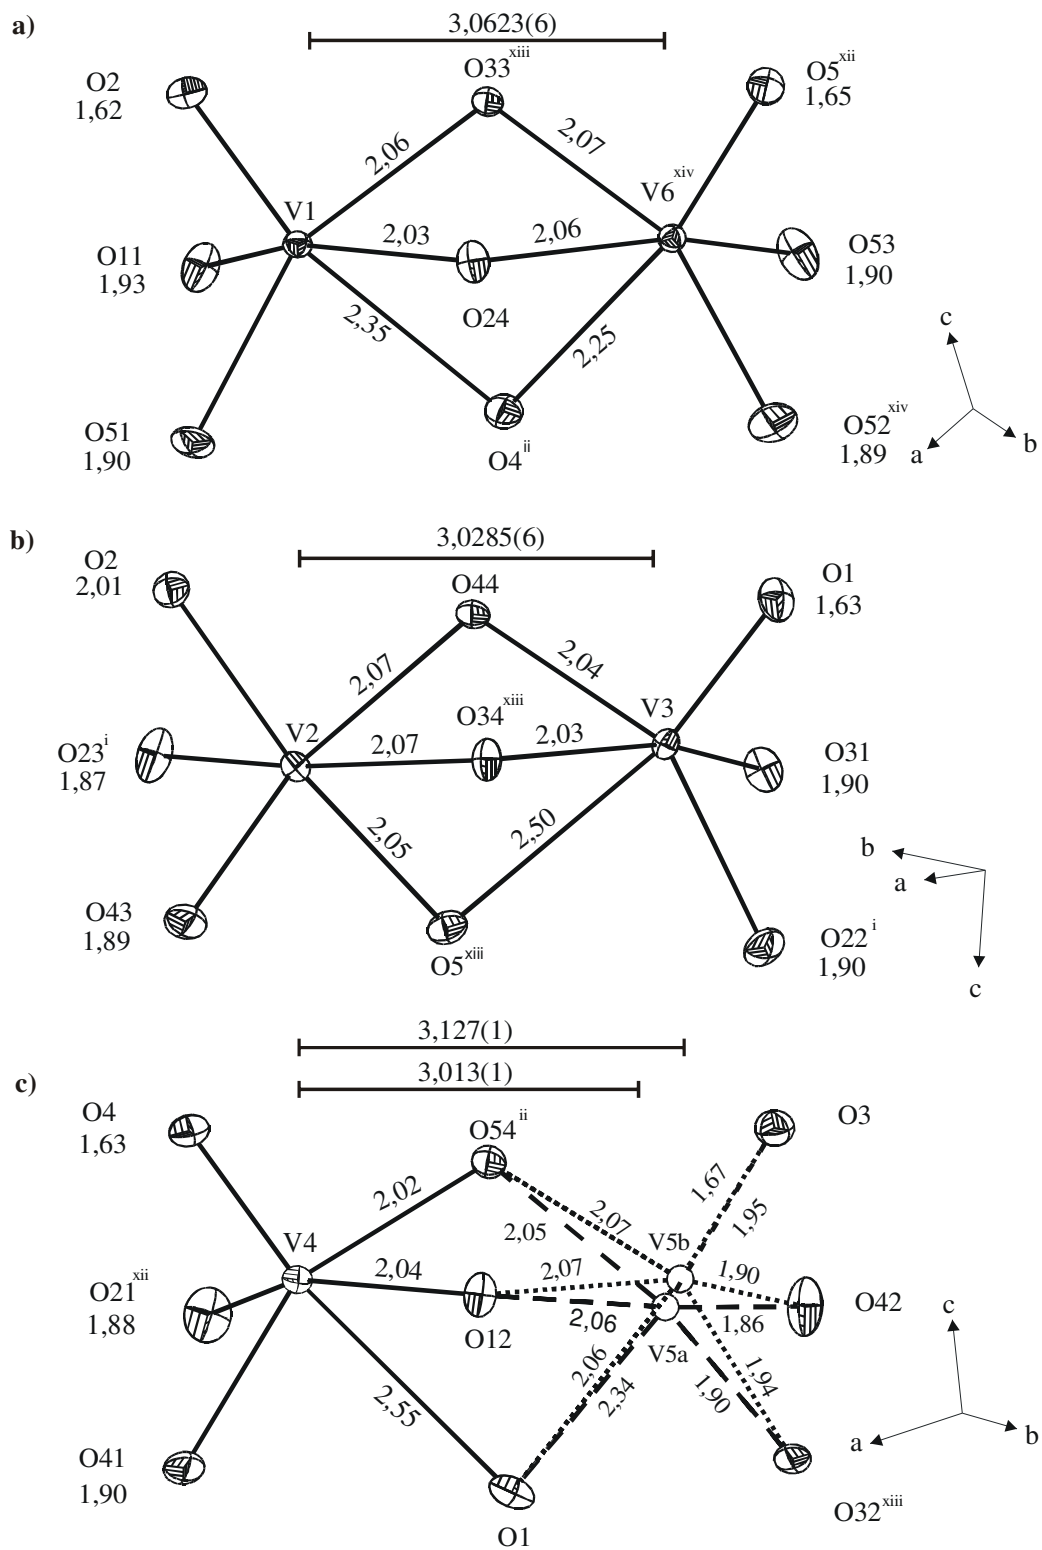 a)
3,0623(6)
O33xiii
O2
1,62
O5xii
1,65
2,06
2,07
V1
V6xiv
O11
1,93
2,03
2,06
O53
1,90
O24
2,35
2,25
O51
1,90
O4ii
O52xiv
1,89
c
a
b
b)
3,0285(6)
O2
2,01
O44
O1
1,63
2,07
2,04
V2
O34xiii
V3
O23i
1,87
2,07
2,03
O31
1,90
2,05
2,50
O43
1,89
O5xiii
O22i
1,90
b
a
c
3,127(1)
3,013(1)
c)
O4
1,63
O54ii
O3
2,02
1,67
1,95
2,05
2,07
V4
V5b
O21xii
1,88
2,04
2,07
1,90
O42
O12
2,06
1,86
V5a
2,06
2,34
1,94
1,90
2,55
O41
1,90
O1
O32xiii
c
a
b